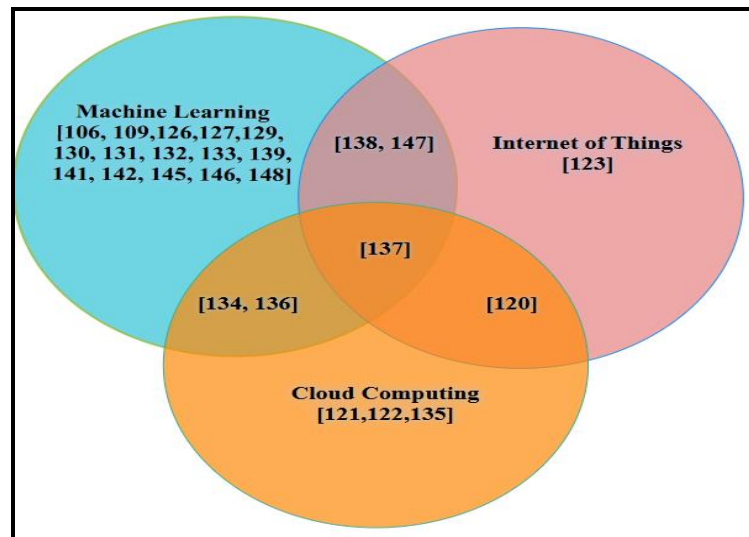 Machine Learning
[106, 109,126,127,129,
130, 131, 132, 133, 139,
141, 142, 145, 146, 148]
[138, 147]
Internet of Things
[123]
[137]
[134, 136]
[120]
Cloud Computing
[121,122,135]